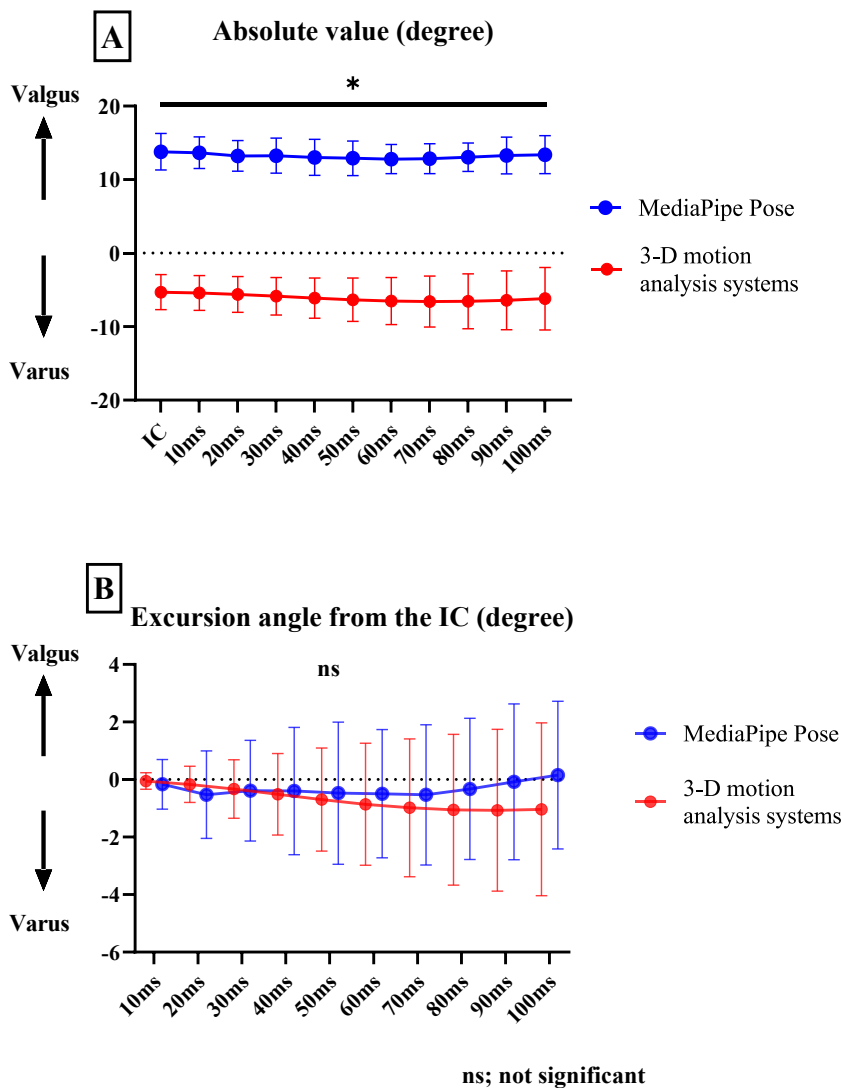 A
Absolute value (degree)
Valgus
*
20
10
0
-10
-20
Varus
IC
10ms
20ms
30ms
40ms
50ms
60ms
70ms
80ms
90ms
100ms
MediaPipe Pose
3-D motion
analysis systems
B
Excursion angle from the IC (degree)
Valgus
ns
4
2
0
-2
-4
-6
Varus
10ms
20ms
30ms
40ms
50ms
60ms
70ms
80ms
90ms
100ms
MediaPipe Pose
3-D motion
analysis systems
ns; not significant